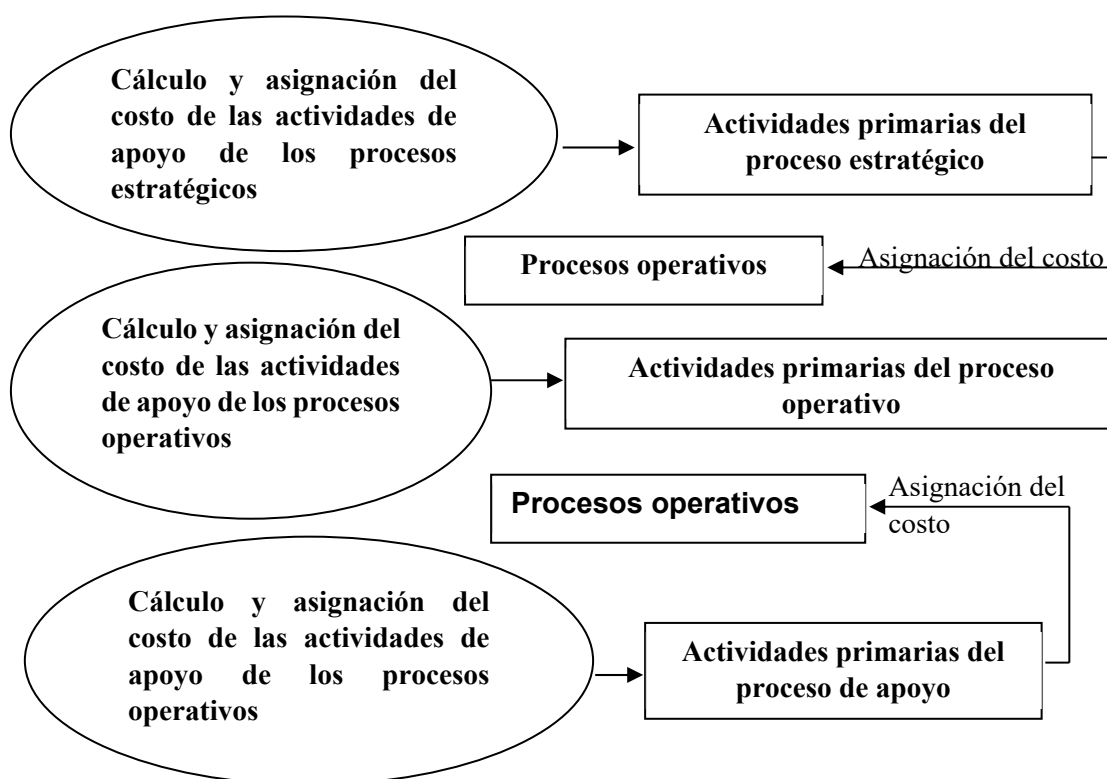 Cálculo y asignación del
costo de las actividades de
apoyo de los procesos
estratégicos
Actividades primarias del
proceso estratégico
Procesos operativos
Asignación del costo
Cálculo y asignación del
costo de las actividades
de apoyo de los procesos
operativos
Actividades primarias del proceso
operativo
Procesos operativos
Asignación del
costo
Cálculo y asignación del
costo de las actividades de
apoyo de los procesos
operativos
Actividades primarias del
proceso de apoyo